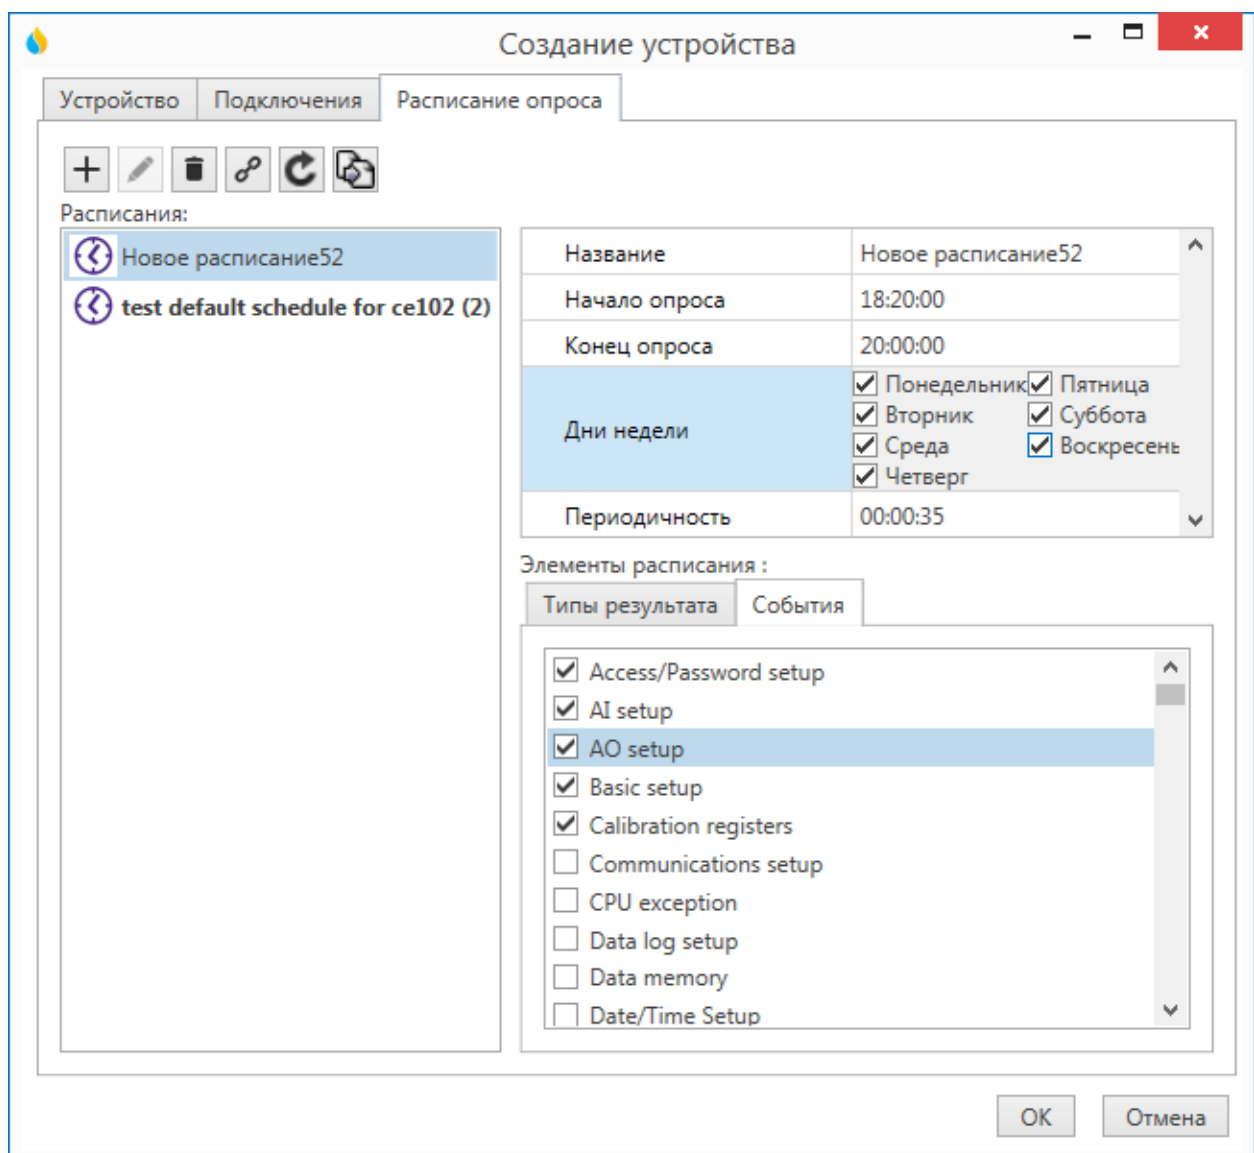 Создание устройства
Устройство Подключения Расписание опроса
Расписания:
Новое расписание52
test default schedule for ce102 (2)
Название Новое расписание52
Начало опроса 18:20:00
Конец опроса 20:00:00
Дни недели
Понедельник Пятница
Вторник Суббота
Среда Воскресень
Четверг
Периодичность 00:00:35
Элементы расписания :
Типы результата События
Access/Password setup
AI setup
AO setup
Basic setup
Calibration registers
Communications setup
CPU exception
Data log setup
Data memory
Date/Time Setup
OK Отмена